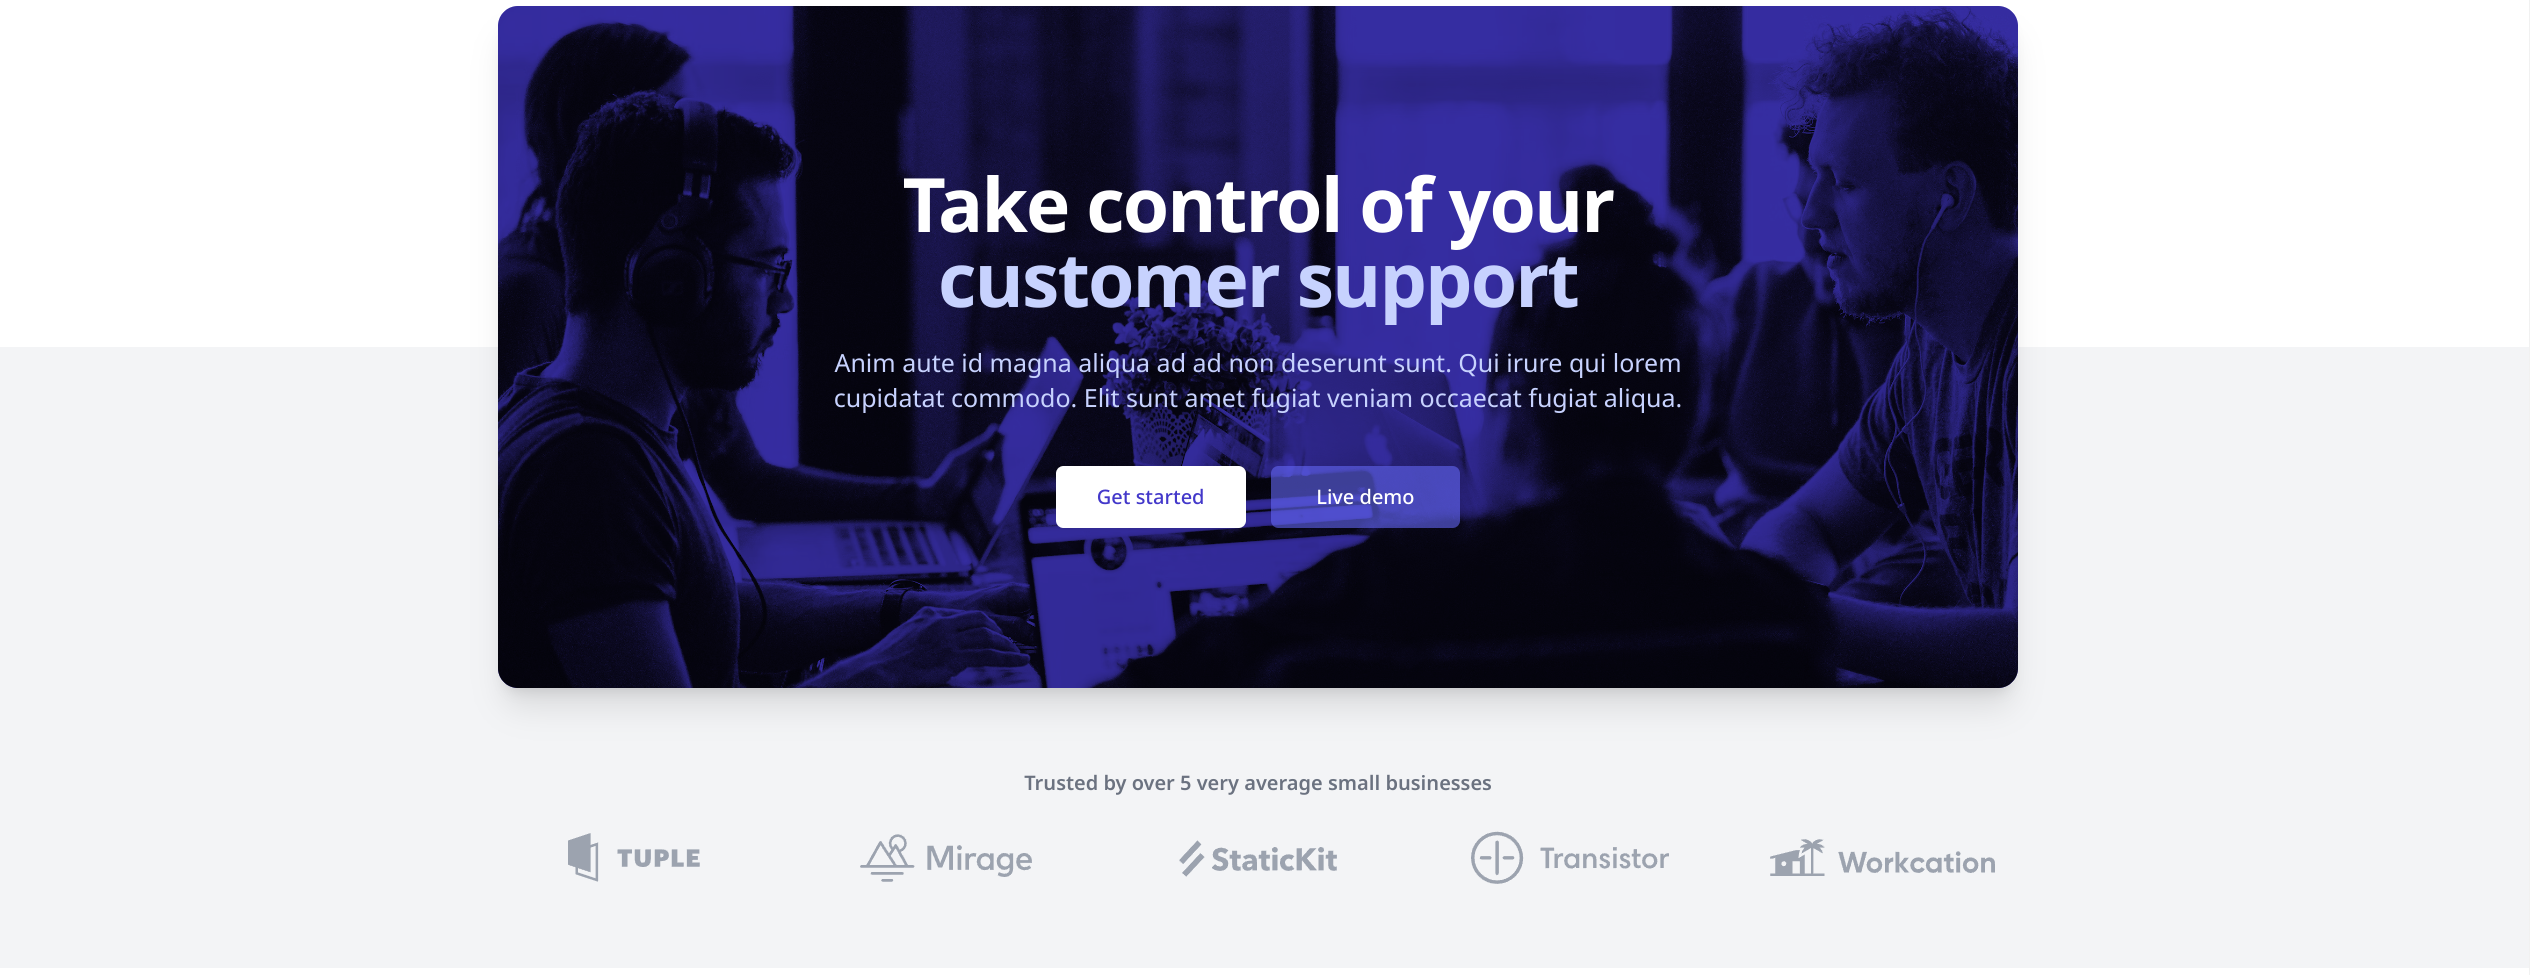 Take control of your
customer support
Anim aute id magna aliqua ad ad non deserunt sunt. Qui irure qui lorem
cupidatat commodo. Elit sunt amet fugiat veniam occaecat fugiat aliqua.
Get started
Live demo
Trusted by over 5 very average small businesses
TUPLE
Mirage
StaticKit
Transistor
Workcation